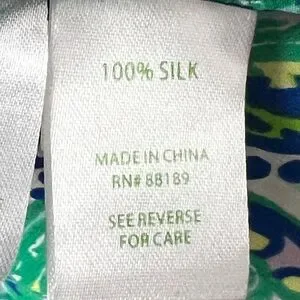 100% SILK
MADE IN CHINA
RN# 88189
SEE REVERSE
FOR CARE